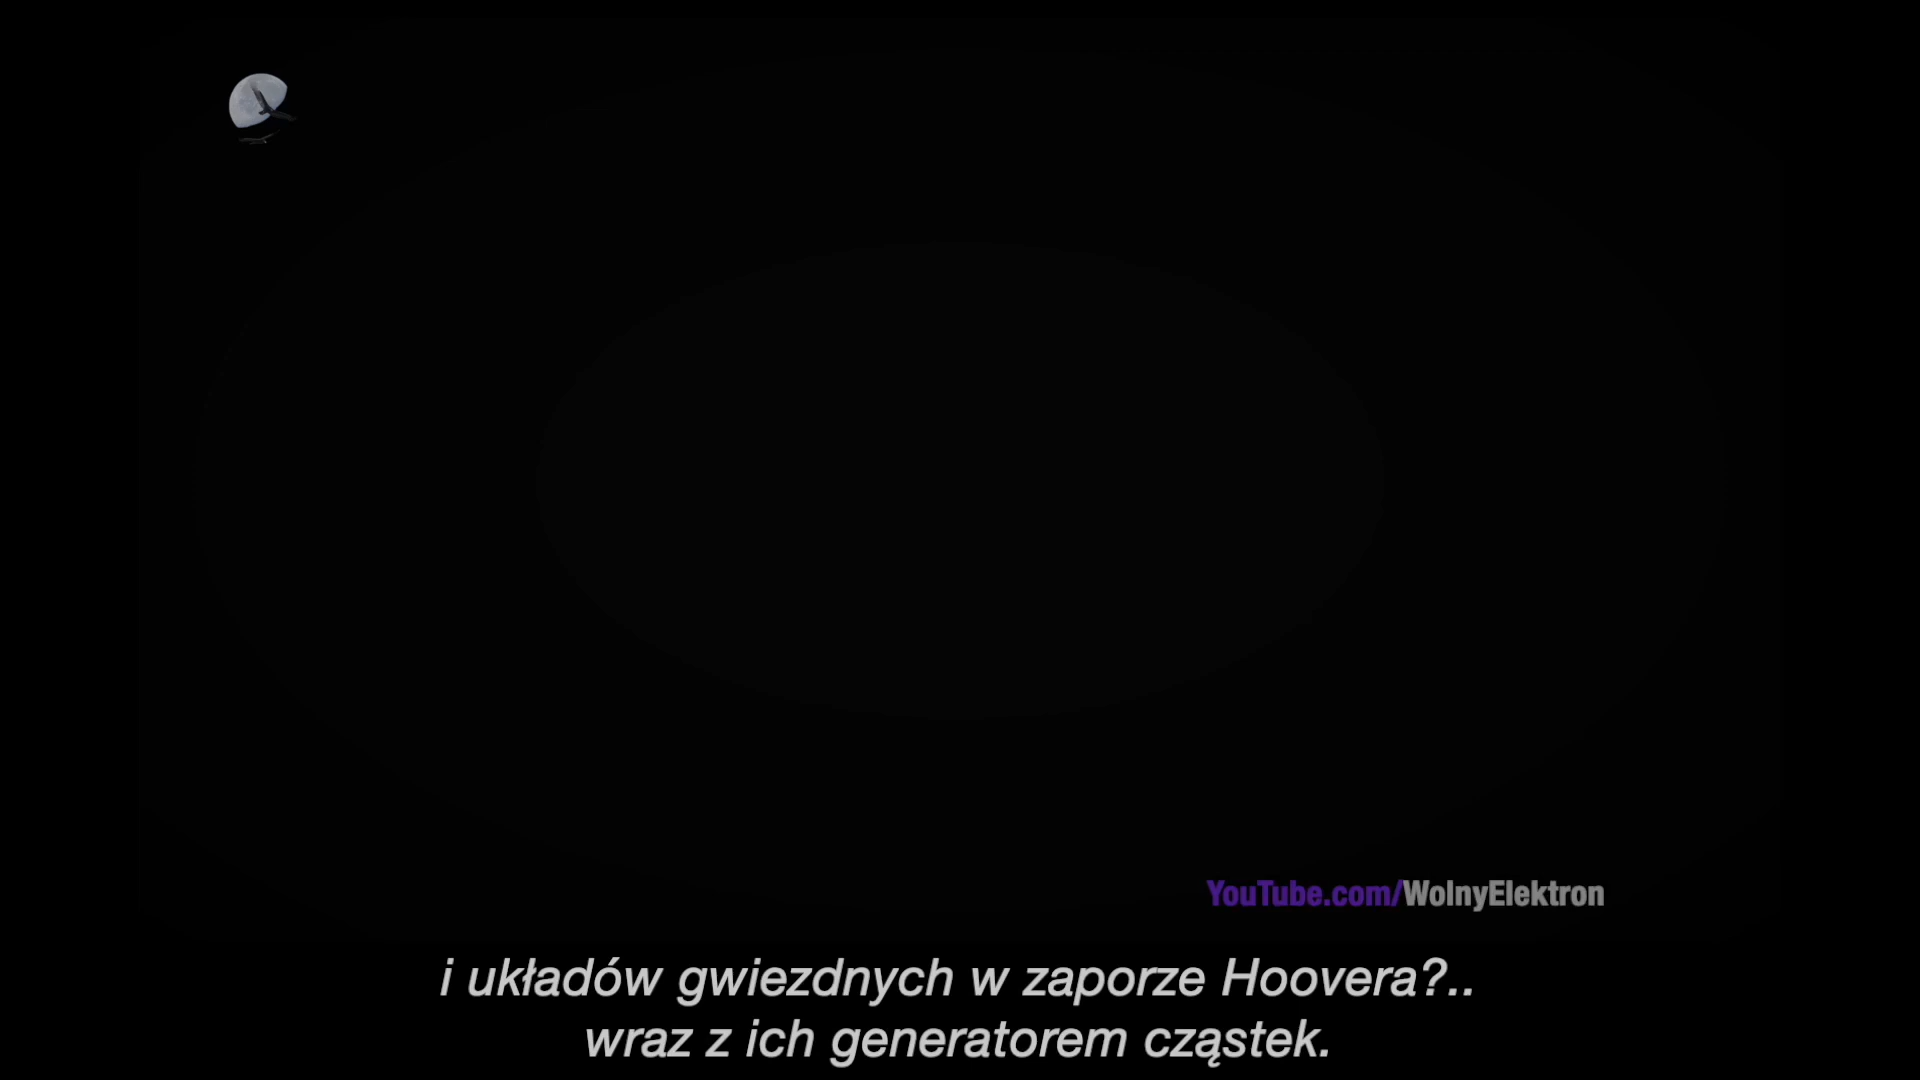 YouTube.com/WolnyElektron
i układów gwiezdnych w zaporze Hoovera?..
wraz z ich generatorem cząstek.